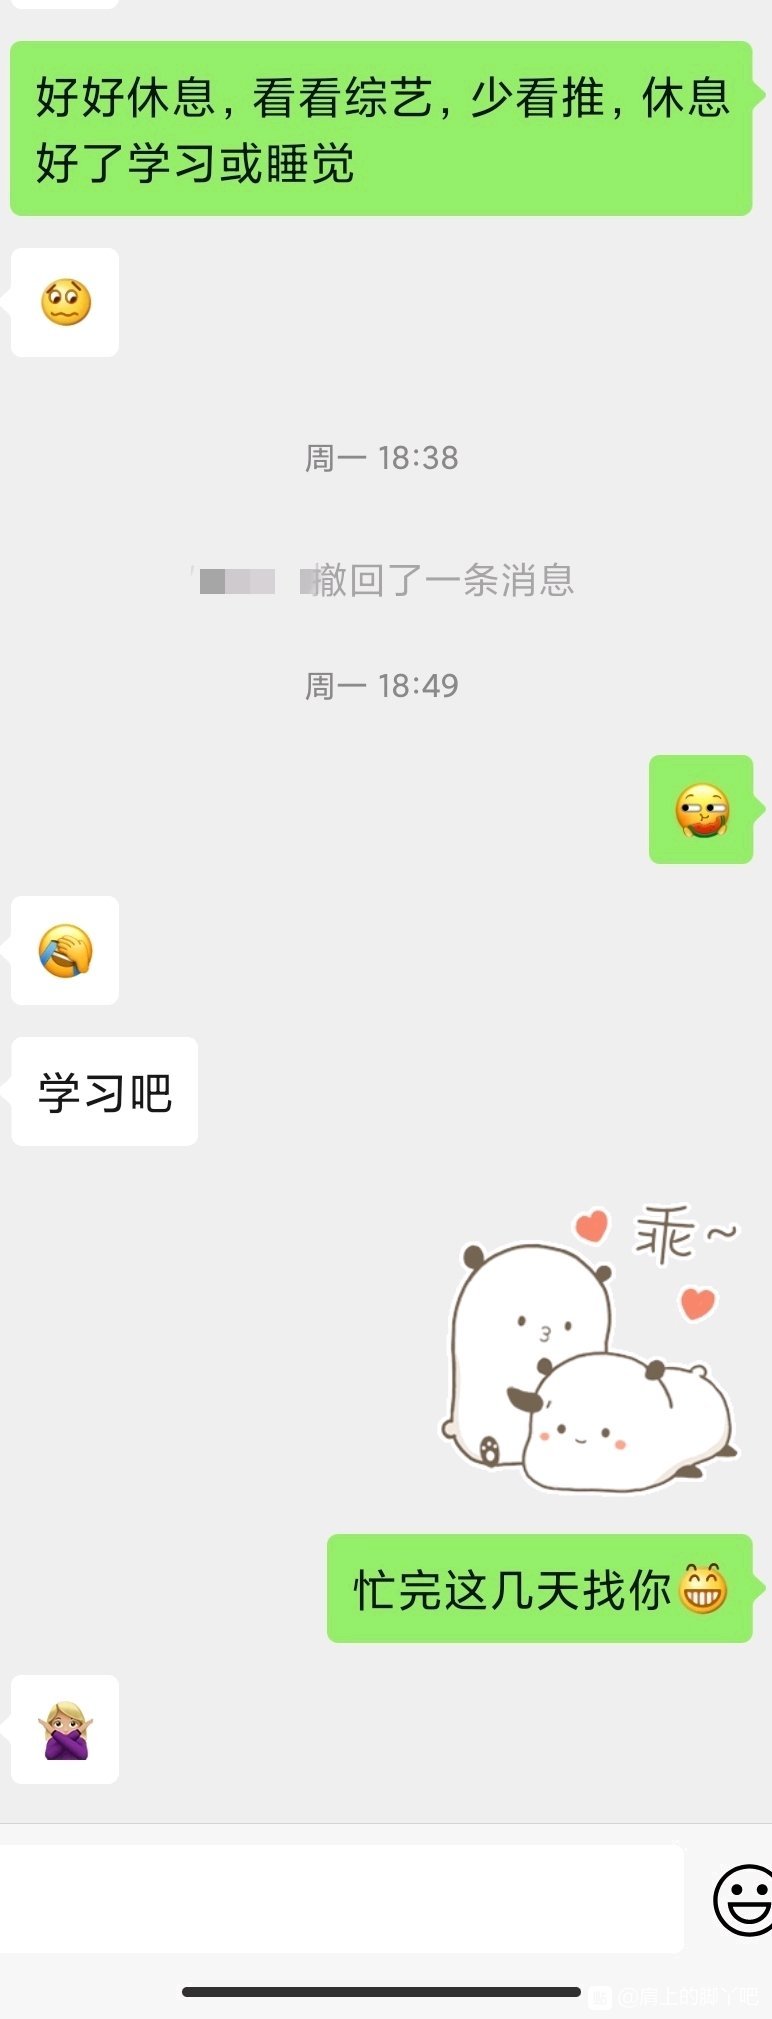 好好休息，看看综艺，少看推，休息
好了学习或睡觉
周一 18:38
撤回了一条消息
周一 18:49
学习吧
乖~
忙完这几天找你
@肩上的脚丫吧